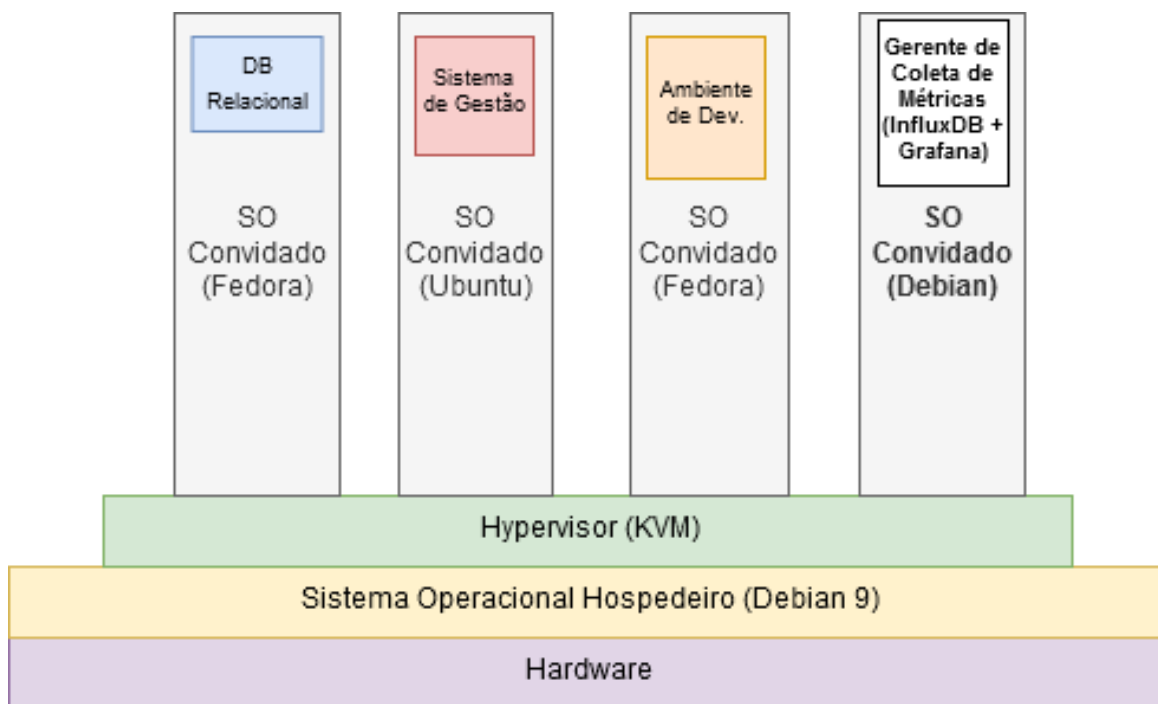 DB
Relacional
SO
Convidado
(Fedora)
Sistema
de Gestão
SO
Convidado
(Ubuntu)
Ambiente
de Dev.
SO
Convidado
(Fedora)
Gerente de
Coleta de
Métricas
(InfluxDB +
Grafana)
SO
Convidado
(Debian)
Hypervisor (KVM)
Sistema Operacional Hospedeiro (Debian 9)
Hardware